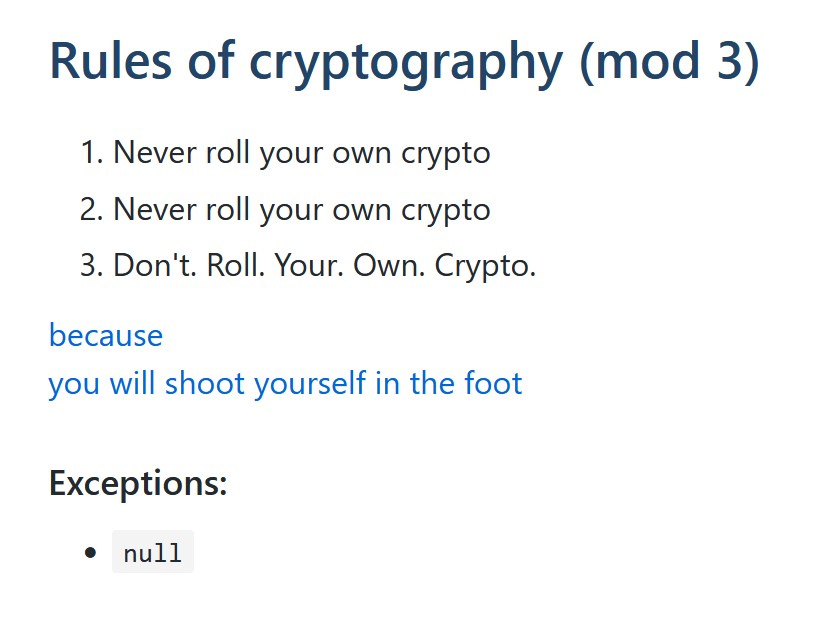 Rules of cryptography (mod 3)
1. Never roll your own crypto
2. Never roll your own crypto
3. Don't. Roll. Your. Own. Crypto.
because
you will shoot yourself in the foot
Exceptions:
• null